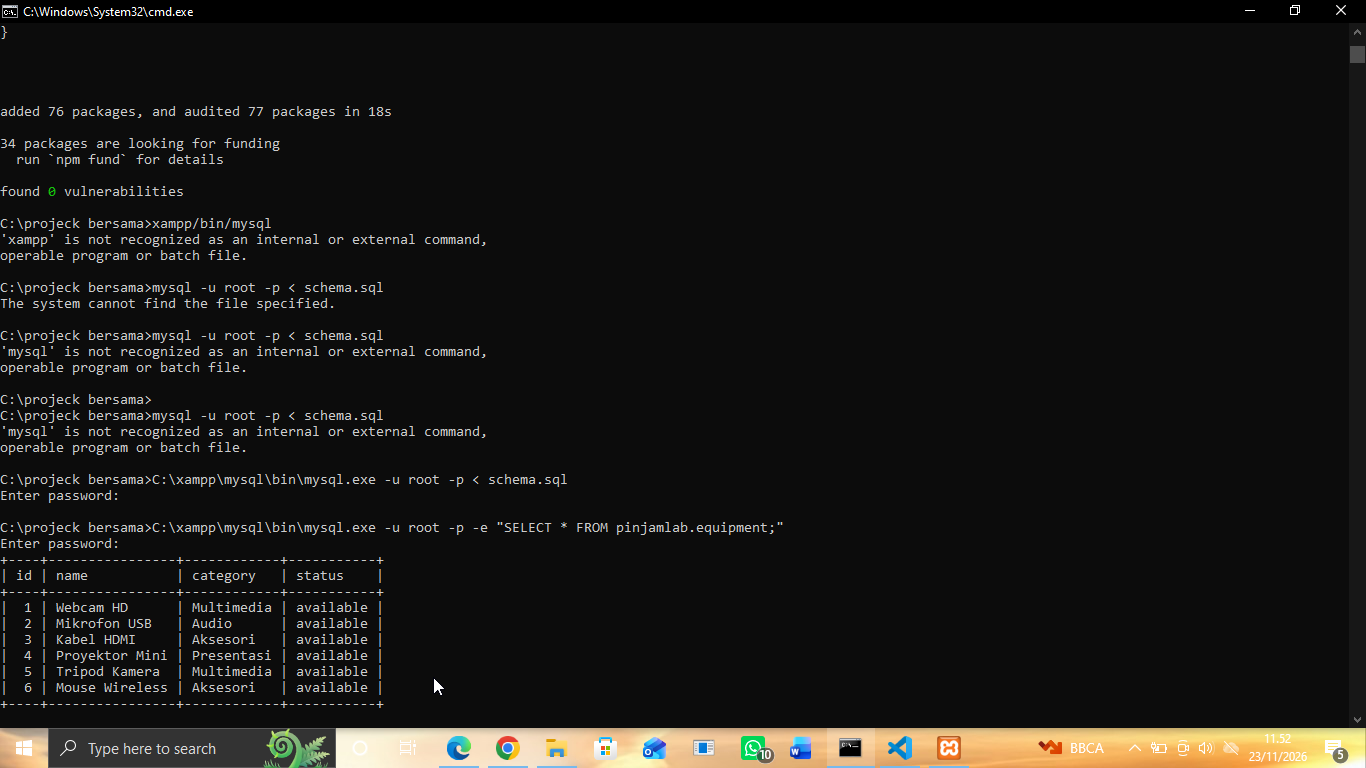 C:\Windows\System32\cmd.exe
}
added 76 packages, and audited 77 packages in 18s
34 packages are looking for funding
  run `npm fund` for details
found 0 vulnerabilities
C:\projeck bersama>xampp/bin/mysql
'xampp' is not recognized as an internal or external command,
operable program or batch file.
C:\projeck bersama>mysql -u root -p < schema.sql
The system cannot find the file specified.
C:\projeck bersama>mysql -u root -p < schema.sql
'mysql' is not recognized as an internal or external command,
operable program or batch file.
C:\projeck bersama>
C:\projeck bersama>mysql -u root -p < schema.sql
'mysql' is not recognized as an internal or external command,
operable program or batch file.
C:\projeck bersama>C:\xampp\mysql\bin\mysql.exe -u root -p < schema.sql
Enter password:
C:\projeck bersama>C:\xampp\mysql\bin\mysql.exe -u root -p -e "SELECT * FROM pinjamlab.equipment;"
Enter password:
+----+----------------+------------+-----------+
| id | name           | category   | status    |
+----+----------------+------------+-----------+
|  1 | Webcam HD      | Multimedia | available |
|  2 | Mikrofon USB   | Audio      | available |
|  3 | Kabel HDMI     | Aksesori   | available |
|  4 | Proyektor Mini | Presentasi | available |
|  5 | Tripod Kamera  | Multimedia | available |
|  6 | Mouse Wireless | Aksesori   | available |
+----+----------------+------------+-----------+
Type here to search
10
BBCA
11.52
23/11/2026
5